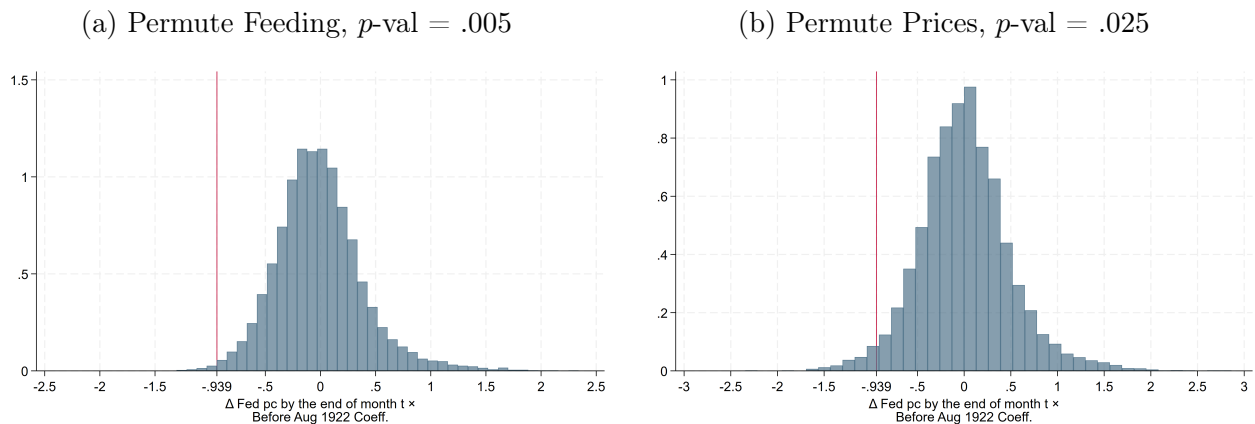 (a) Permute Feeding, p-val = .005
1.5
1
.5
0
-2.5 -2 -1.5 -.939 -.5 0 .5 1 1.5 2 2.5
Δ Fed pc by the end of month t ×
Before Aug 1922 Coeff.
(b) Permute Prices, p-val = .025
1
.8
.6
.4
.2
0
-3 -2.5 -2 -1.5 -.939 -.5 0 .5 1 1.5 2 2.5 3
Δ Fed pc by the end of month t ×
Before Aug 1922 Coeff.